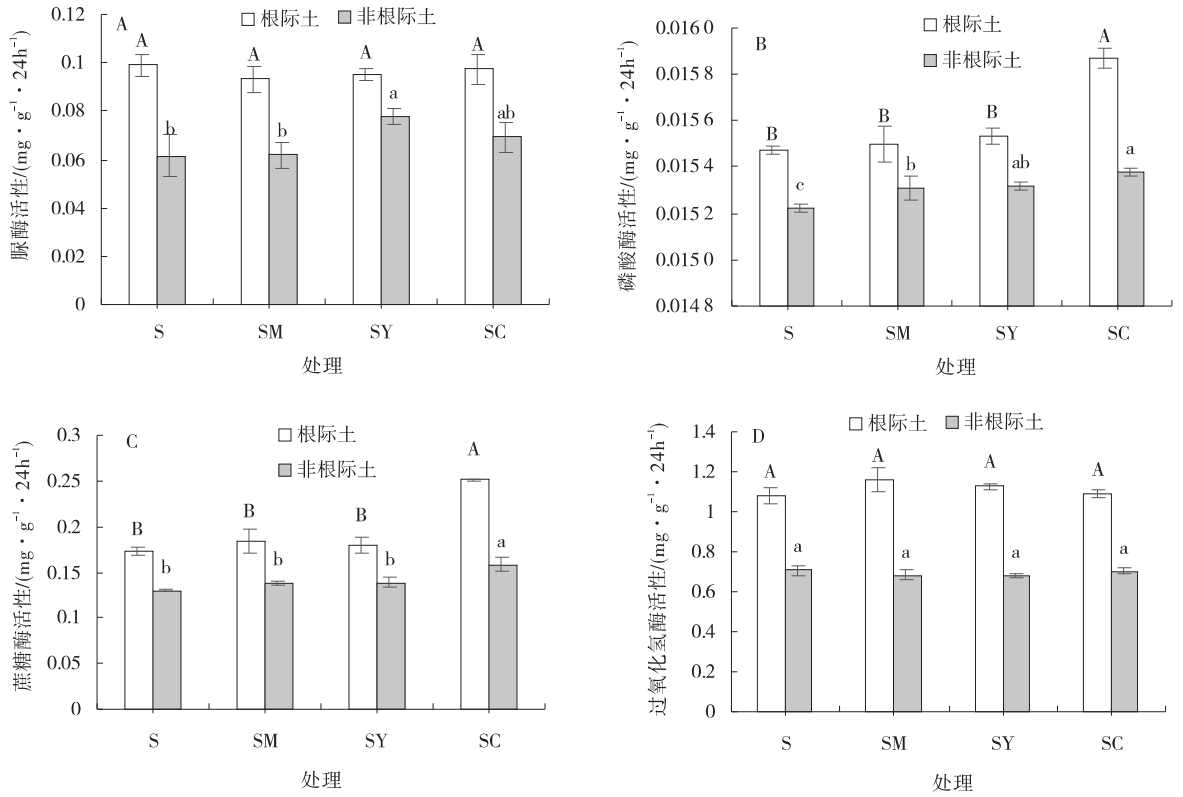 A
□根际土 ■非根际土
0.12
0.1
0.08
0.06
0.04
0.02
0
脲酶活性/(mg·g⁻¹·24h⁻¹)
A A A A
b b a ab
S SM SY SC
处理
B
□根际土
■非根际土
0.016 0
0.015 8
0.015 6
0.015 4
0.015 2
0.015 0
0.014 8
磷酸酶活性/(mg·g⁻¹·24h⁻¹)
B B B A
c b ab a
S SM SY SC
处理
C
□根际土
■非根际土
0.3
0.25
0.2
0.15
0.1
0.05
0
蔗糖酶活性/(mg·g⁻¹·24h⁻¹)
B B B A
b b b a
S SM SY SC
处理
D
□根际土 ■非根际土
1.4
1.2
1
0.8
0.6
0.4
0.2
0
过氧化氢酶活性/(mg·g⁻¹·24h⁻¹)
A A A A
a a a a
S SM SY SC
处理